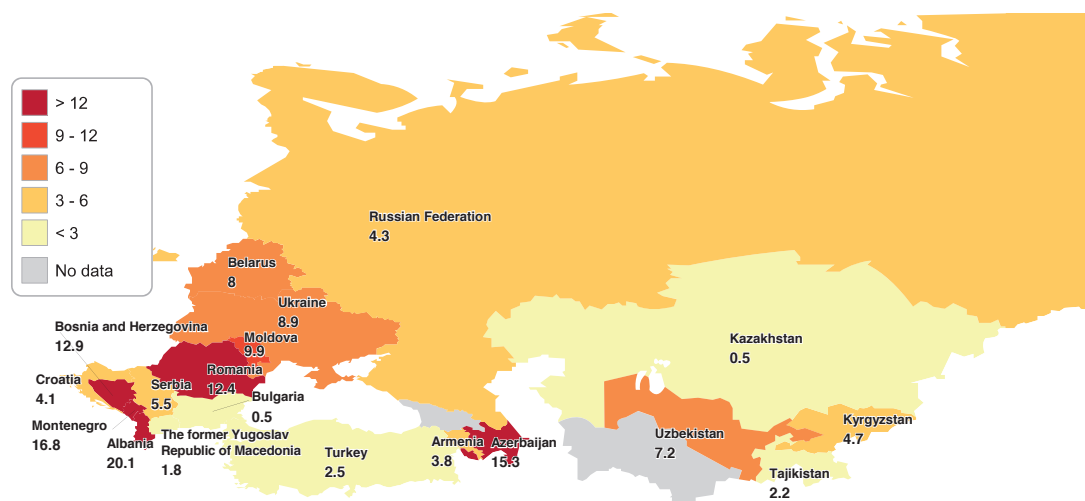 > 12
9 - 12
6 - 9
3 - 6
< 3
No data
Russian Federation
4.3
Belarus
8
Ukraine
8.9
Bosnia and Herzegovina
12.9
Moldova
9.9
Kazakhstan
0.5
Romania
12.4
Croatia
4.1
Serbia
5.5
Bulgaria
0.5
Montenegro
16.8
Albania
20.1
The former Yugoslav
Republic of Macedonia
1.8
Turkey
2.5
Armenia
3.8
Azerbaijan
15.3
Uzbekistan
7.2
Kyrgyzstan
4.7
Tajikistan
2.2